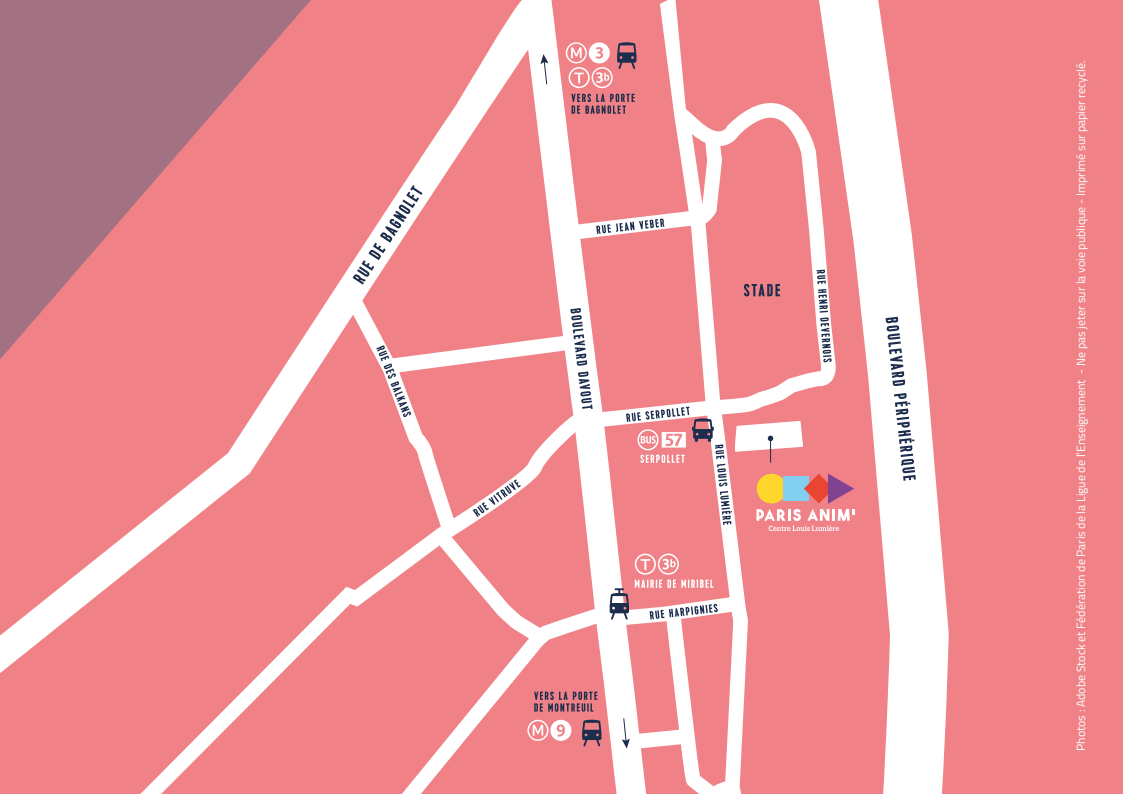 M 3
T 3b
VERS LA PORTE
DE BAGNOLET
RUE DE BAGNOLET
RUE JEAN VEBER
STADE
RUE HENRI DEVERNOIS
BOULEVARD PÉRIPHÉRIQUE
BOULEVARD DAVOUT
RUE DES BALKANS
RUE SERPOLLET
BUS 57
SERPOLLET
RUE LOUIS LUMIÈRE
RUE VITRUVE
PARIS ANIM'
Centre Louis Lumière
T 3b
MAIRIE DE MIRIBEL
RUE HARPIGNIES
VERS LA PORTE
DE MONTREUIL
M 9
Photos : Adobe Stock et Fédération de Paris de la Ligue de l'Enseignement - Ne pas jeter sur la voie publique - Imprimé sur papier recyclé.